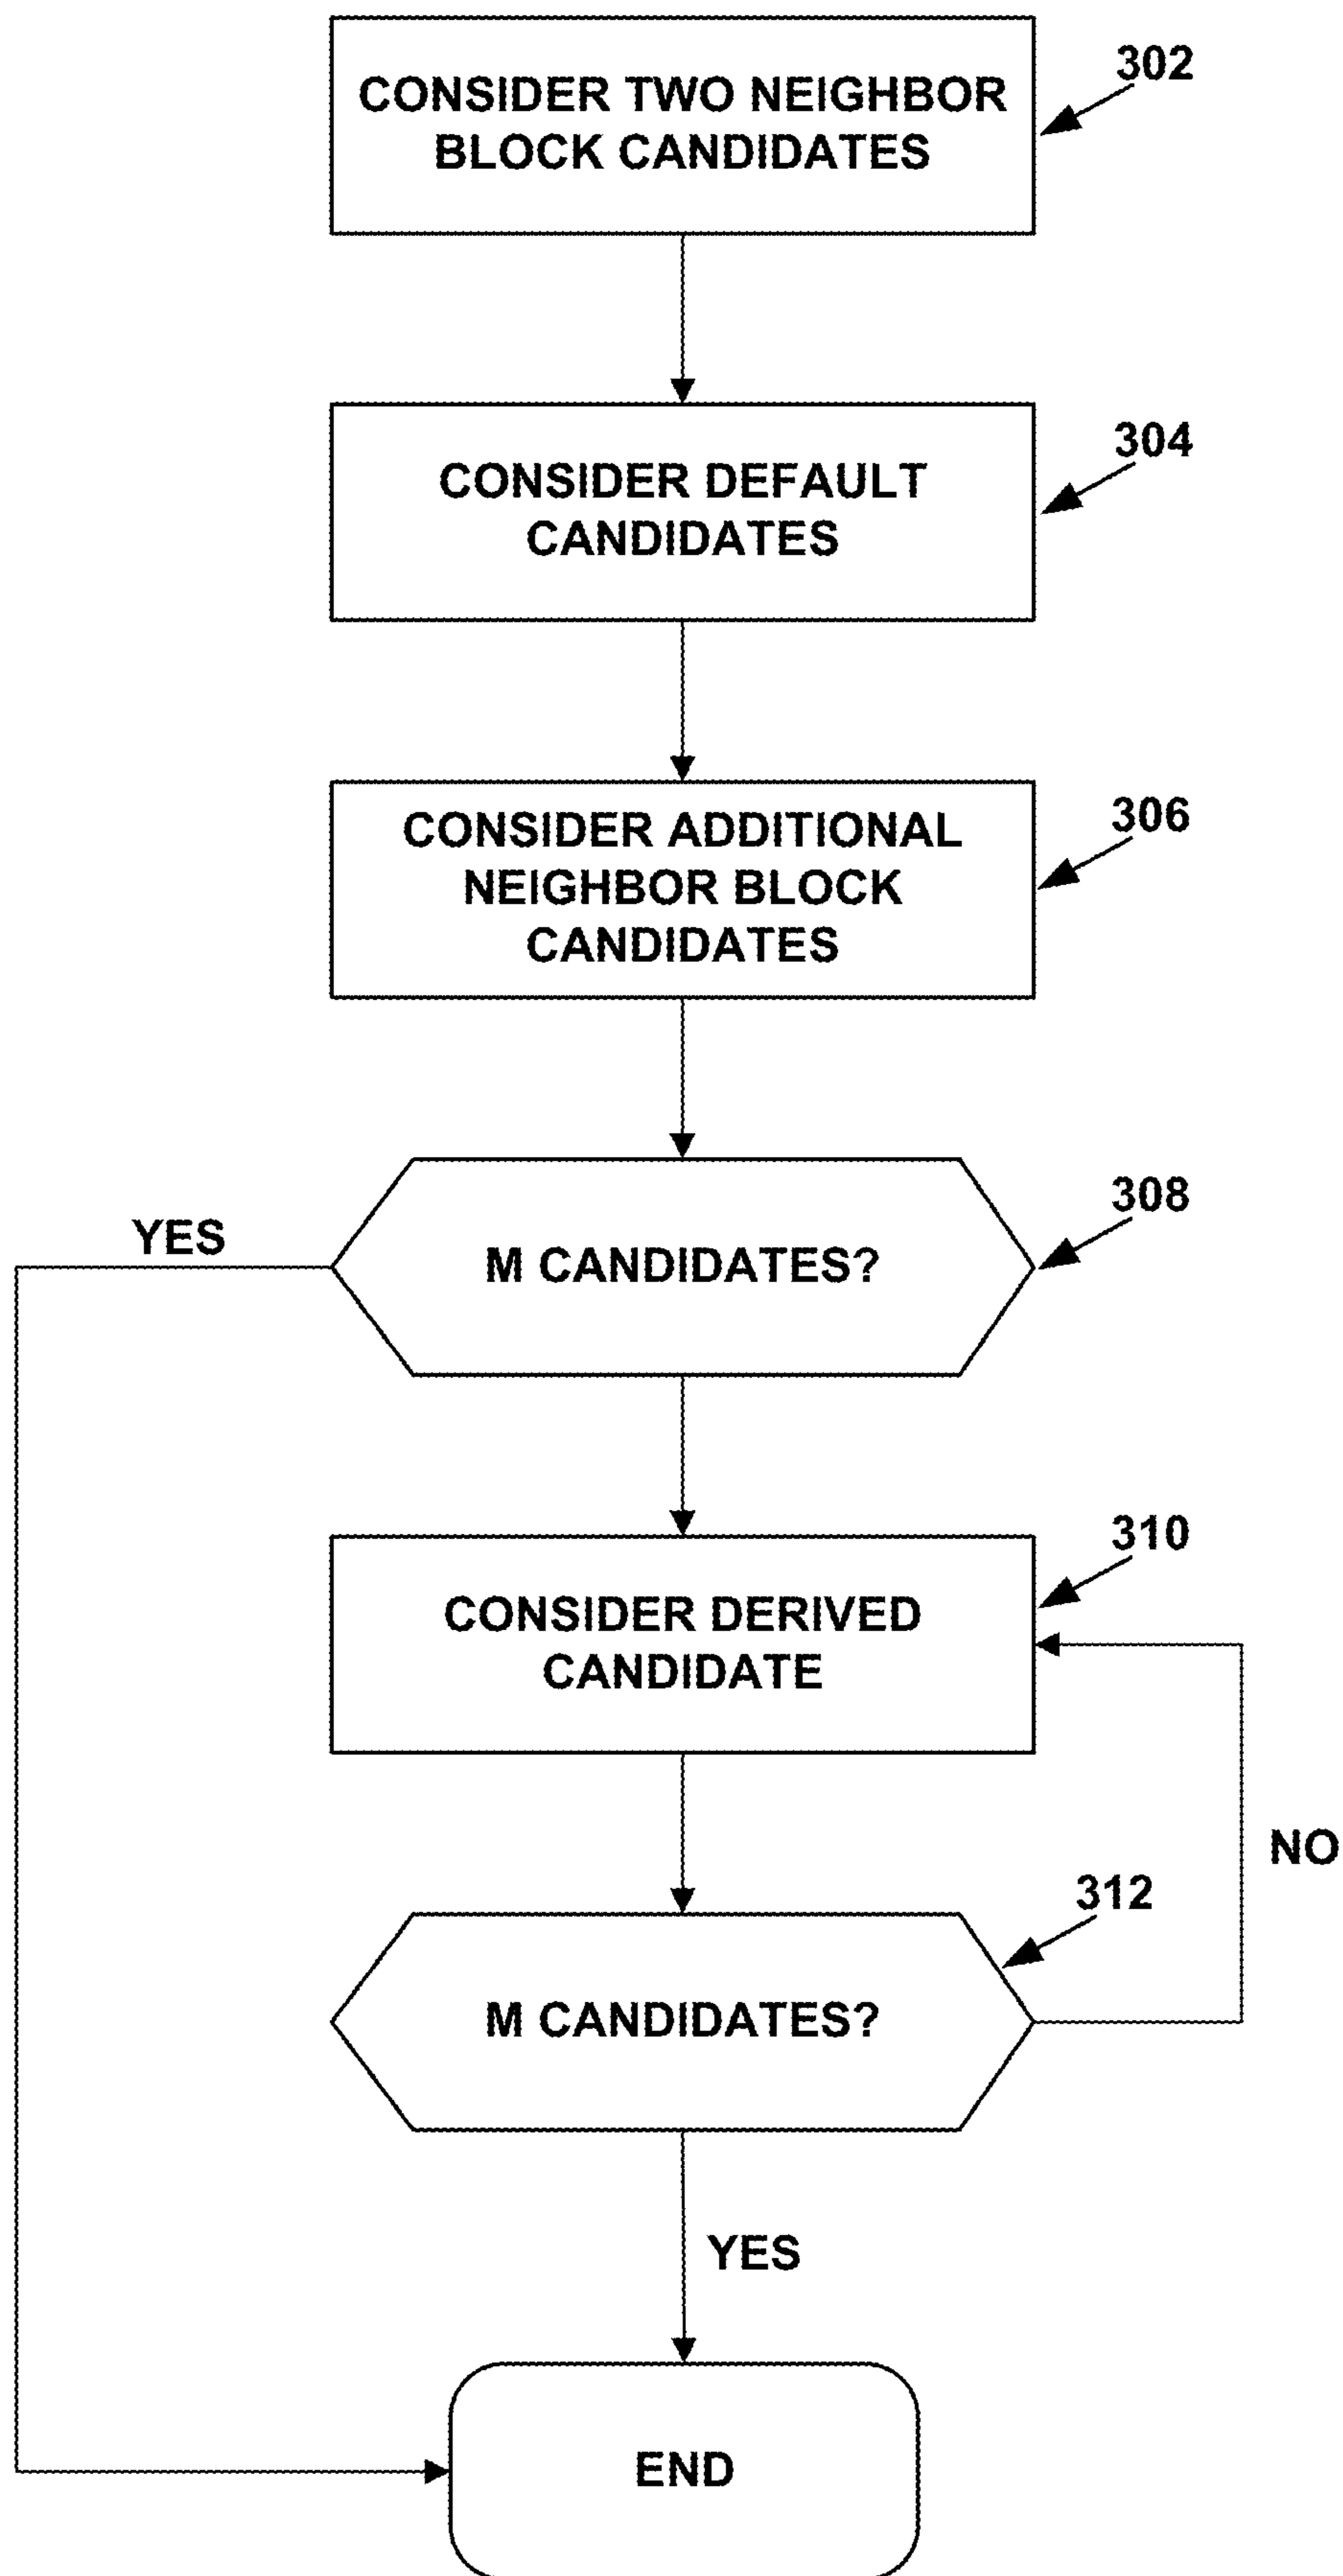 CONSIDER TWO NEIGHBOR
BLOCK CANDIDATES
302
CONSIDER DEFAULT
CANDIDATES
304
CONSIDER ADDITIONAL
NEIGHBOR BLOCK
CANDIDATES
306
YES
M CANDIDATES?
308
CONSIDER DERIVED
CANDIDATE
310
NO
M CANDIDATES?
312
YES
END